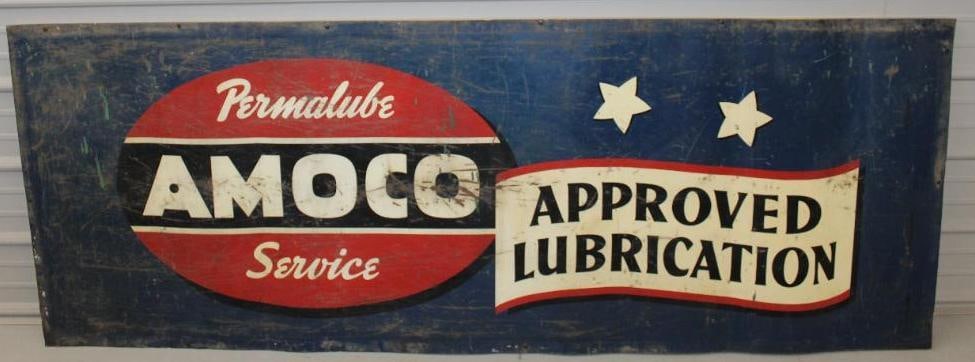 Permalube
AMOCO
Service
APPROVED
LUBRICATION